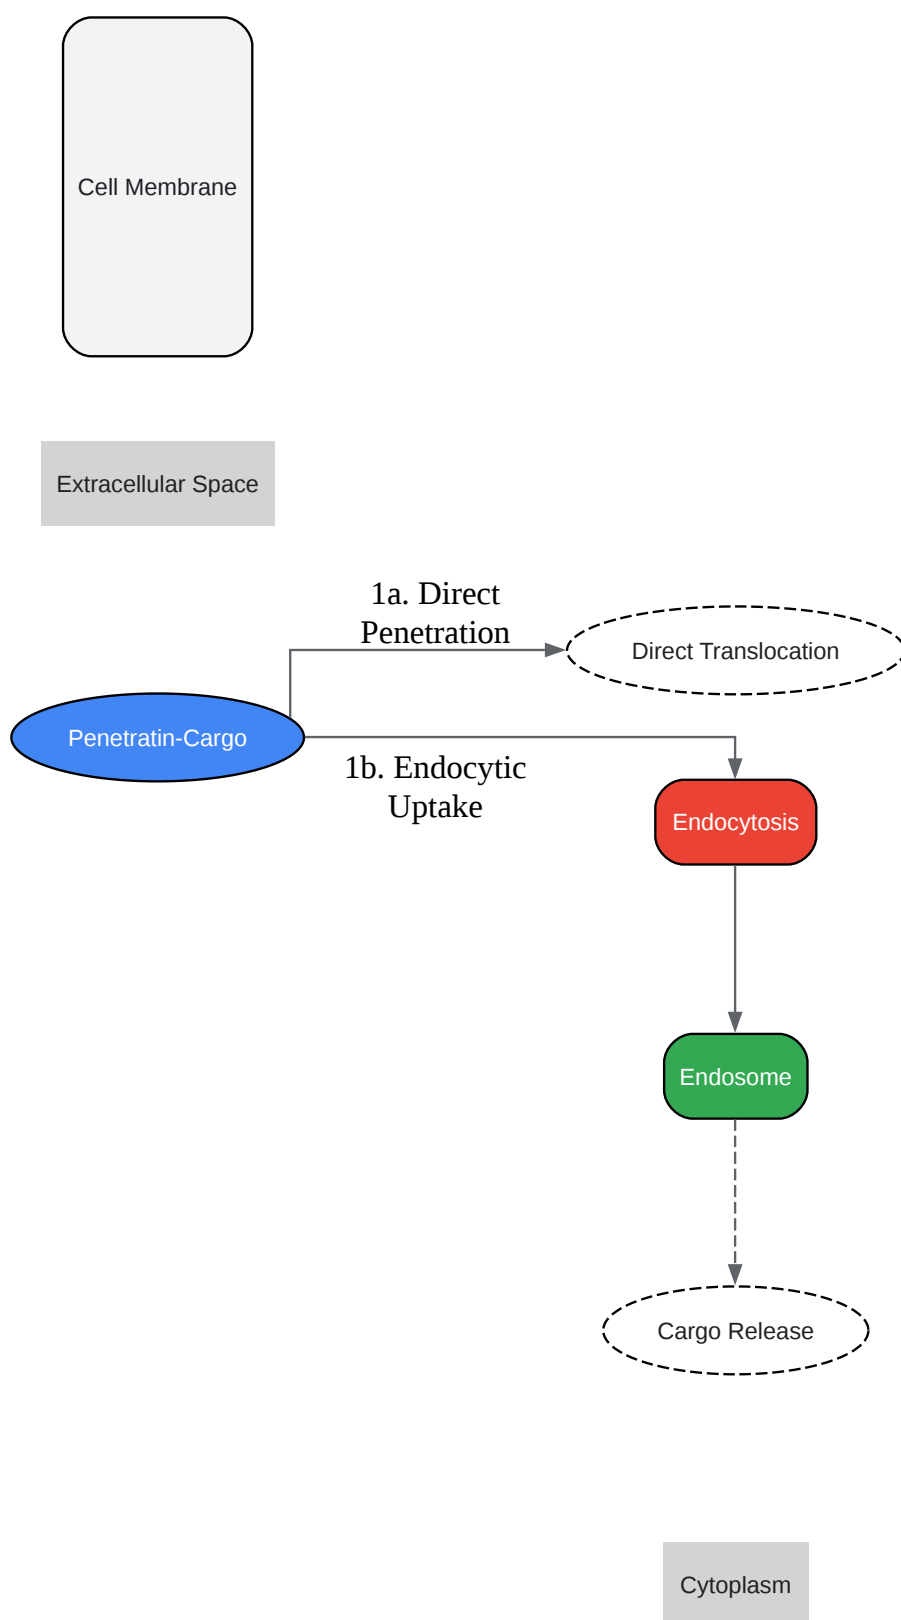 Cell Membrane
Extracellular Space
1a. Direct
Penetration
Direct Translocation
Penetratin-Cargo
1b. Endocytic
Uptake
Endocytosis
Endosome
Cargo Release
Cytoplasm